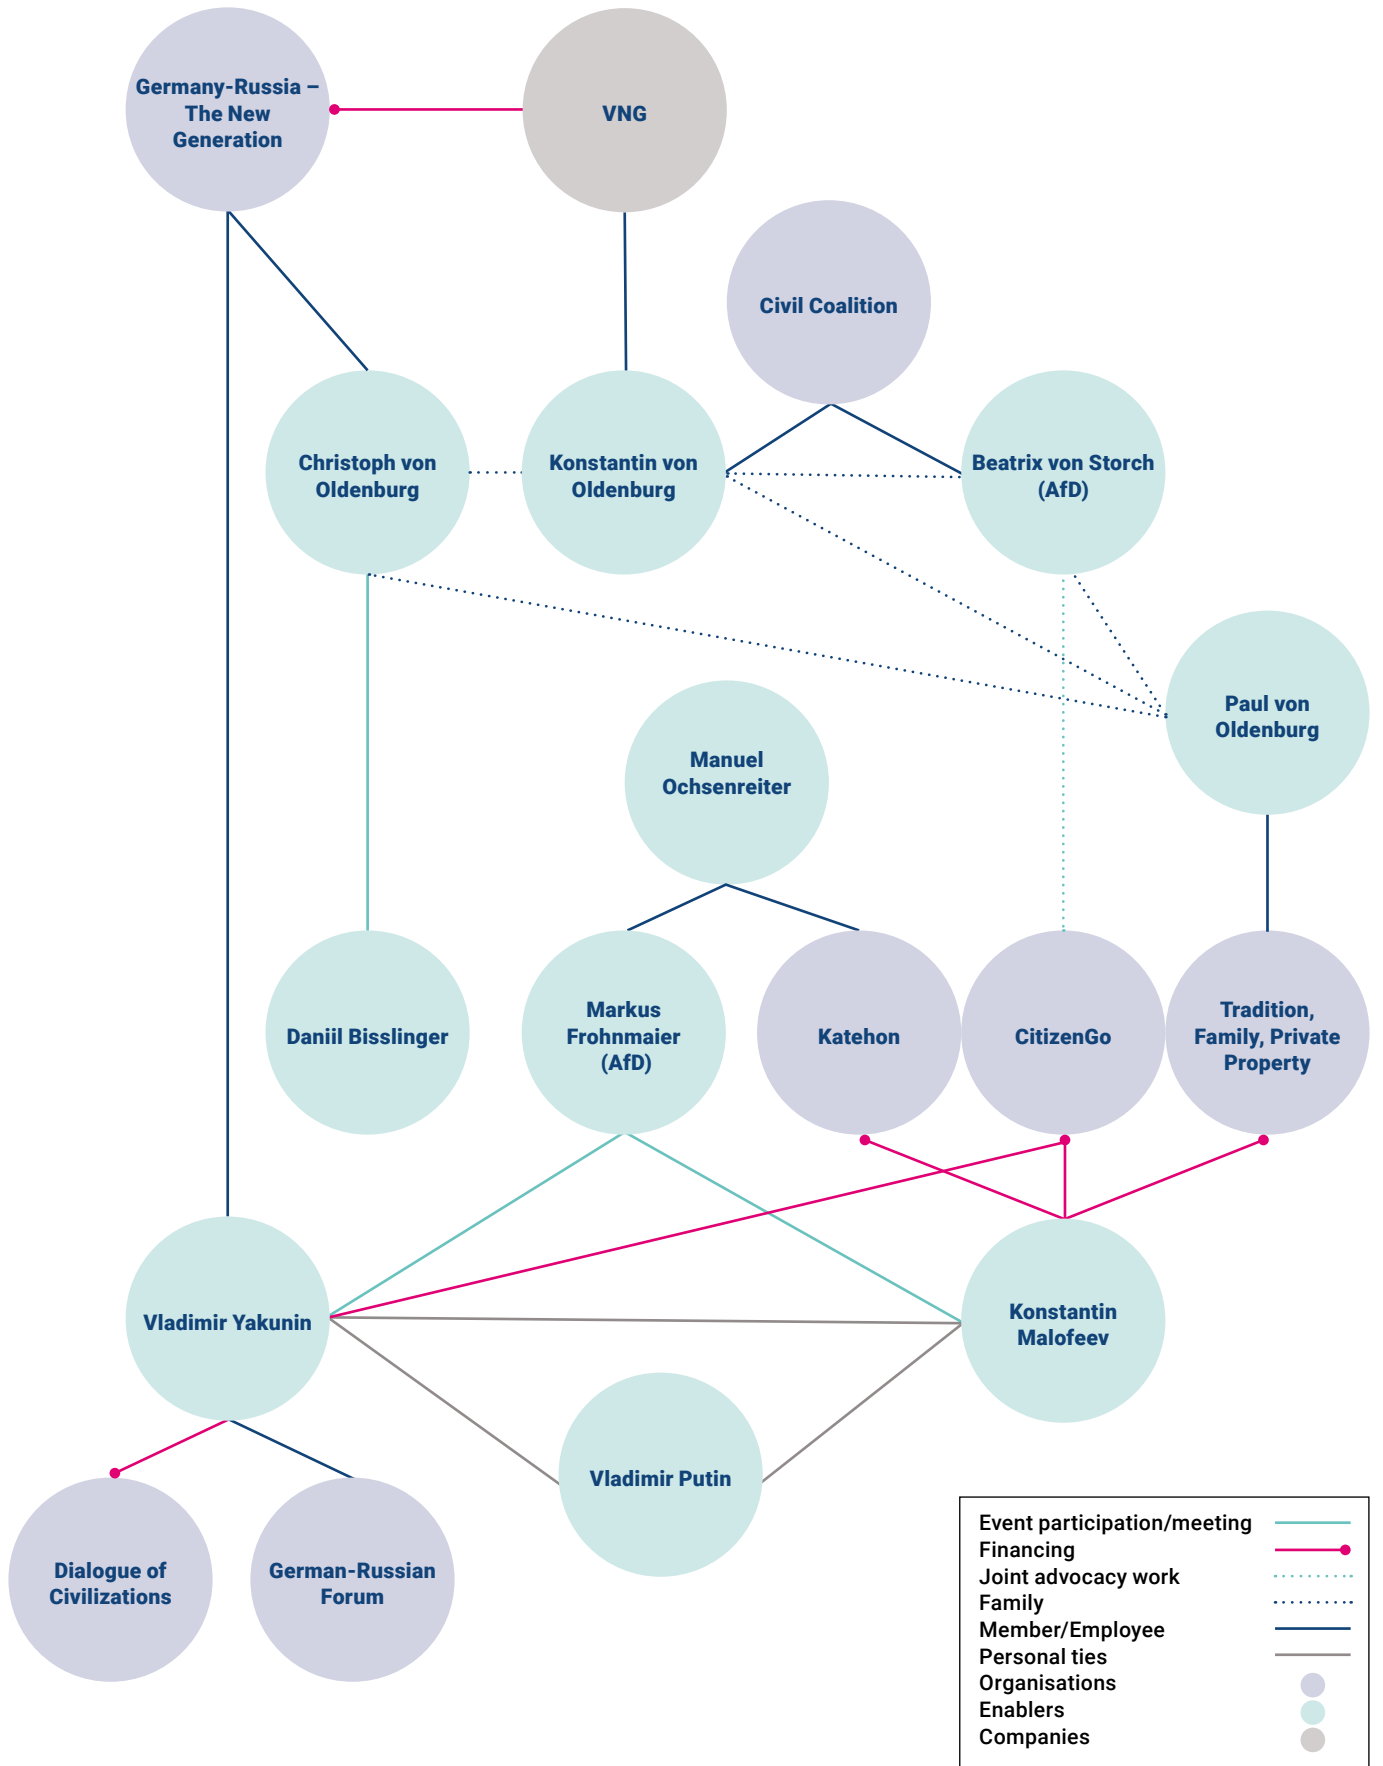 Germany-Russia –
The New
Generation
VNG
Civil Coalition
Christoph von
Oldenburg
Konstantin von
Oldenburg
Beatrix von Storch
(AfD)
Paul von
Oldenburg
Manuel
Ochsenreiter
Daniil Bisslinger
Markus
Frohnmaier
(AfD)
Katehon
CitizenGo
Tradition,
Family, Private
Property
Vladimir Yakunin
Konstantin
Malofeev
Vladimir Putin
Dialogue of
Civilizations
German-Russian
Forum
Event participation/meeting
Financing
Joint advocacy work
Family
Member/Employee
Personal ties
Organisations
Enablers
Companies